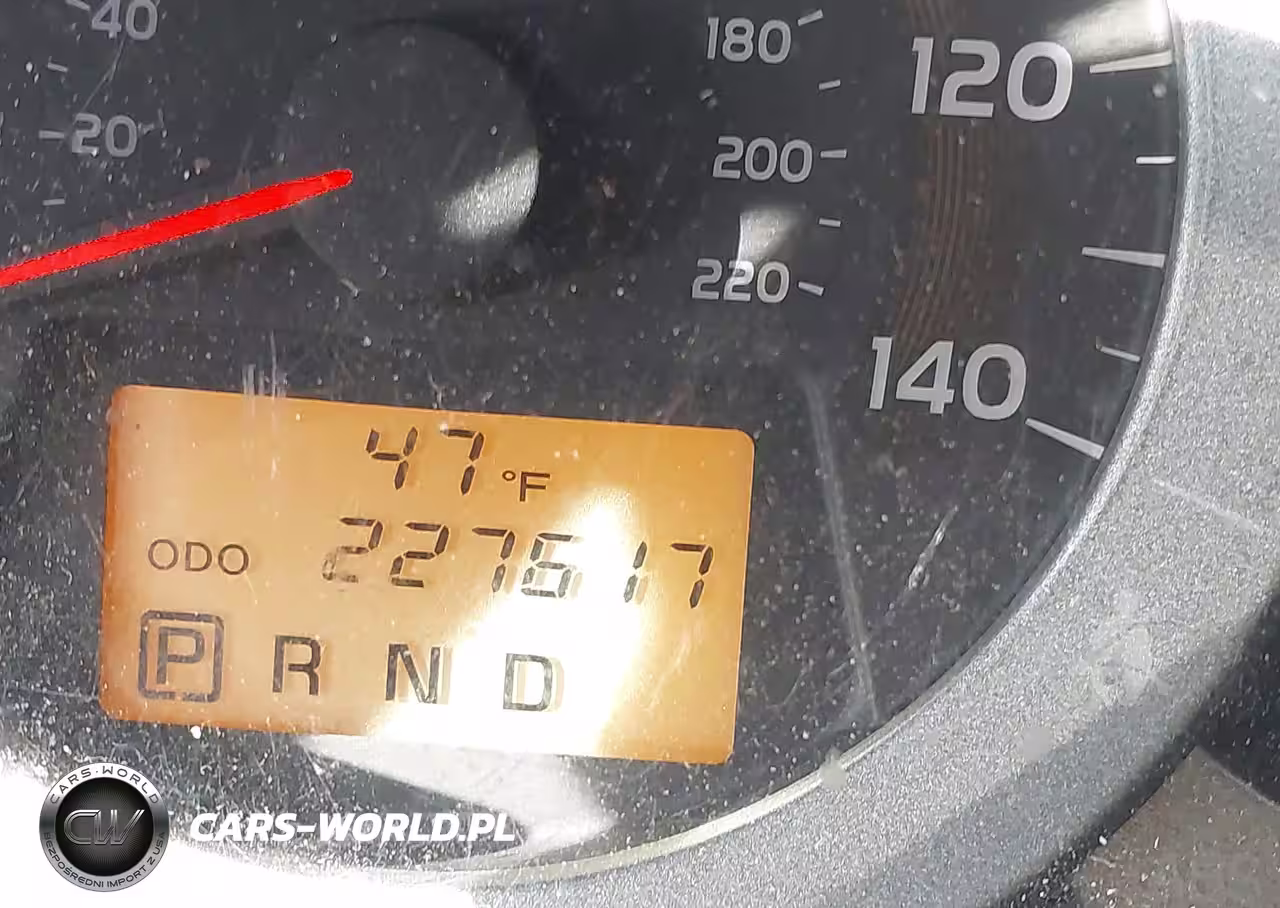 40
20
180
200
220
120
140
47 °F
ODO 227617
P R N D
CARS-WORLD
CW
BEZPOŚREDNI IMPORT Z USA
CARS-WORLD.PL